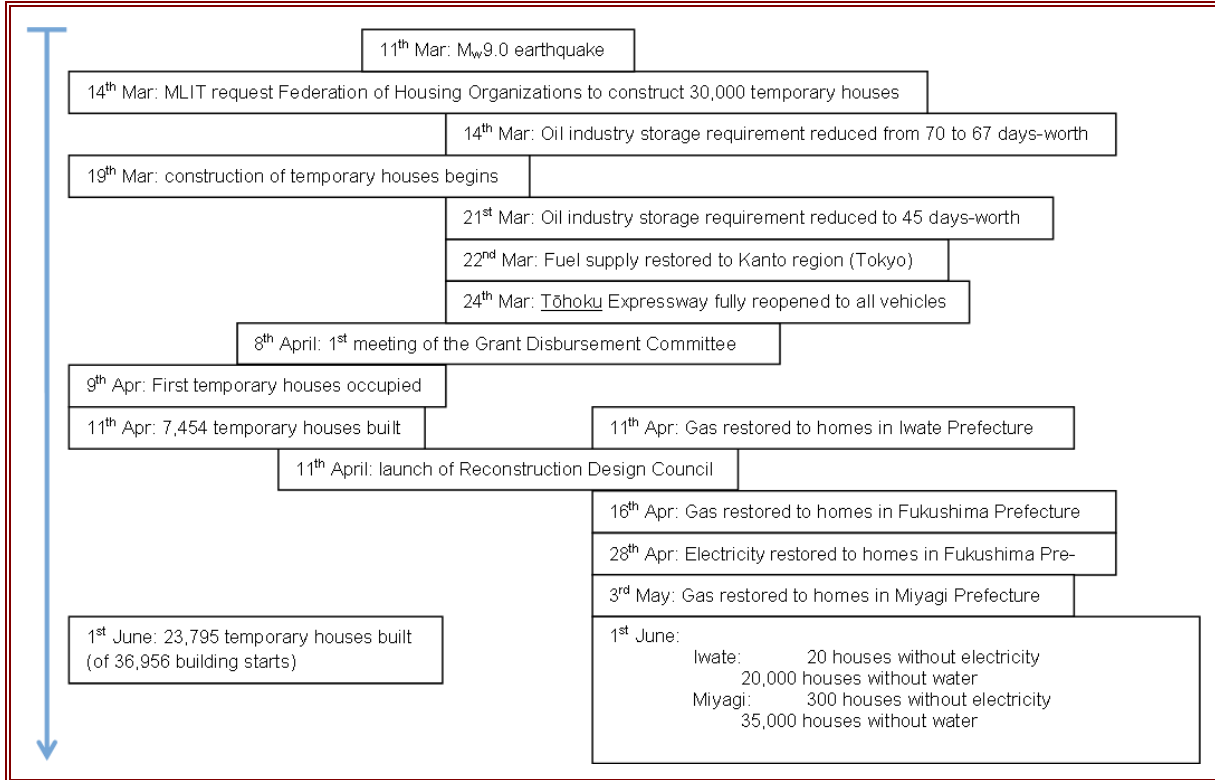 11th Mar: Mw9.0 earthquake
14th Mar: MLIT request Federation of Housing Organizations to construct 30,000 temporary houses
14th Mar: Oil industry storage requirement reduced from 70 to 67 days-worth
19th Mar: construction of temporary houses begins
21st Mar: Oil industry storage requirement reduced to 45 days-worth
22nd Mar: Fuel supply restored to Kanto region (Tokyo)
24th Mar: Tōhoku Expressway fully reopened to all vehicles
8th April: 1st meeting of the Grant Disbursement Committee
9th Apr: First temporary houses occupied
11th Apr: 7,454 temporary houses built
11th Apr: Gas restored to homes in Iwate Prefecture
11th April: launch of Reconstruction Design Council
16th Apr: Gas restored to homes in Fukushima Prefecture
28th Apr: Electricity restored to homes in Fukushima Pre-
3rd May: Gas restored to homes in Miyagi Prefecture
1st June: 23,795 temporary houses built
(of 36,956 building starts)
1st June:
Iwate: 20 houses without electricity
20,000 houses without water
Miyagi: 300 houses without electricity
35,000 houses without water